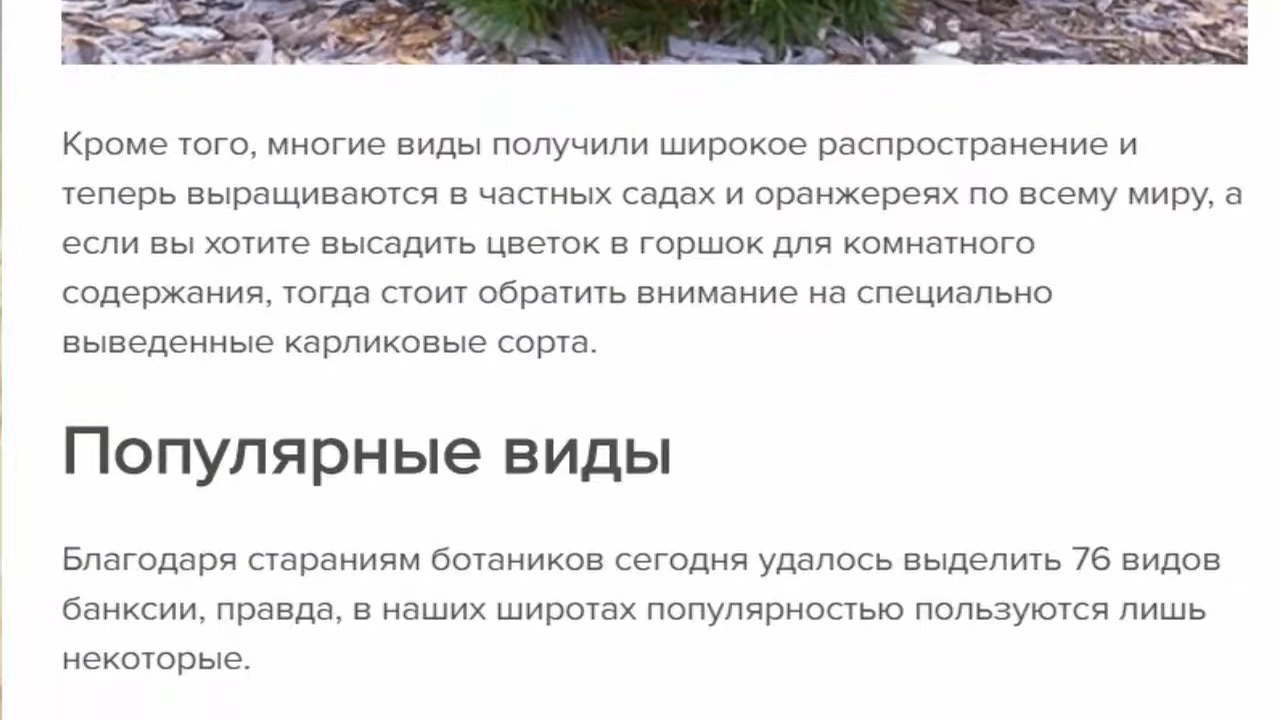 Кроме того, многие виды получили широкое распространение и
теперь выращиваются в частных садах и оранжереях по всему миру, а
если вы хотите высадить цветок в горшок для комнатного
содержания, тогда стоит обратить внимание на специально
выведенные карликовые сорта.
Популярные виды
Благодаря стараниям ботаников сегодня удалось выделить 76 видов
банксии, правда, в наших широтах популярностью пользуются лишь
некоторые.